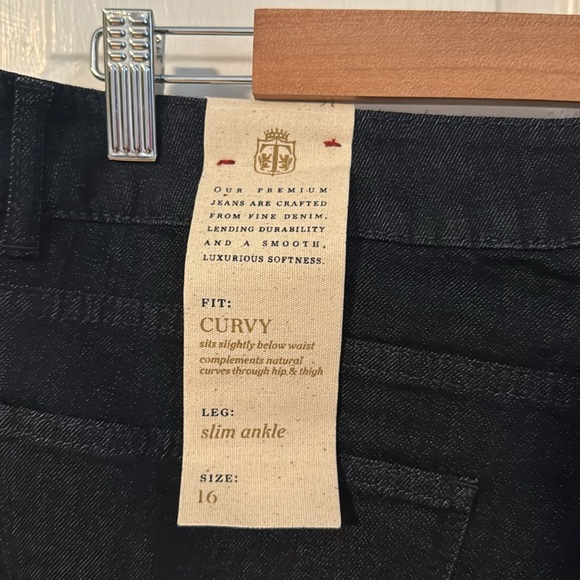 OUR PREMIUM
JEANS ARE CRAFTED
FROM FINE DENIM,
LENDING DURABILITY
AND A SMOOTH,
LUXURIOUS SOFTNESS.
FIT:
CURVY
sits slightly below waist
complements natural
curves through hip & thigh
LEG:
slim ankle
SIZE:
16